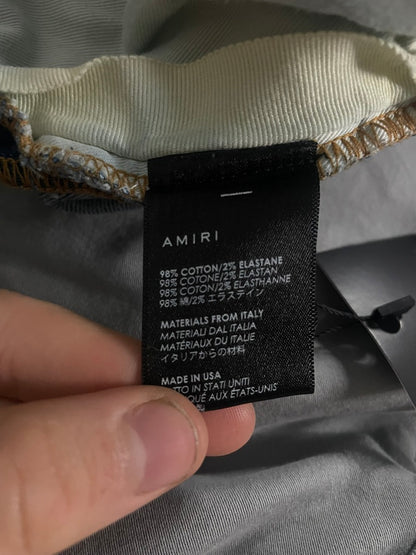 AMIRI
98% COTTON/2% ELASTANE
98% COTONE/2% ELASTAN
98% COTON/2% ELASTHANNE
98% 綿/2% エラステイン
MATERIALS FROM ITALY
MATERIALI DAL ITALIA
MATÉRIAUX DU ITALIE
イタリアからの材料
MADE IN USA
IN STATI UNITI
AUX ÉTATS-UNIS